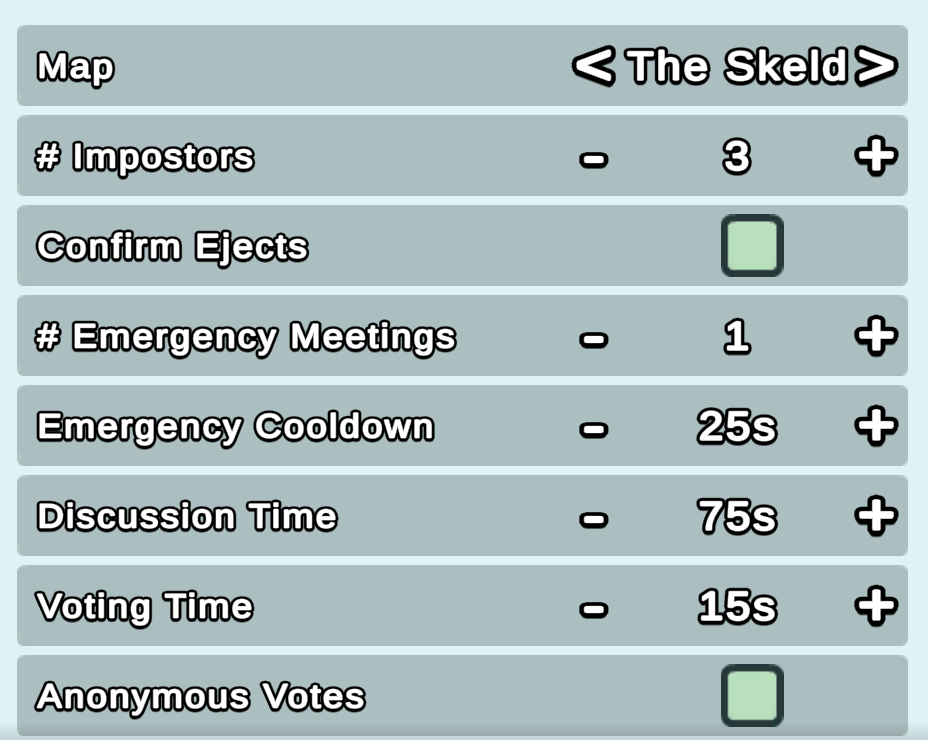 Map < The Skeld >
# Impostors - 3 +
Confirm Ejects
# Emergency Meetings - 1 +
Emergency Cooldown - 25s +
Discussion Time - 75s +
Voting Time - 15s +
Anonymous Votes